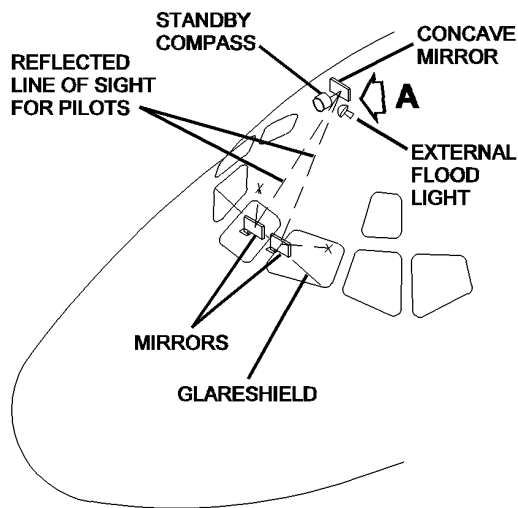 STANDBY
COMPASS
CONCAVE
MIRROR
REFLECTED
LINE OF SIGHT
FOR PILOTS
A
EXTERNAL
FLOOD
LIGHT
MIRRORS
GLARESHIELD